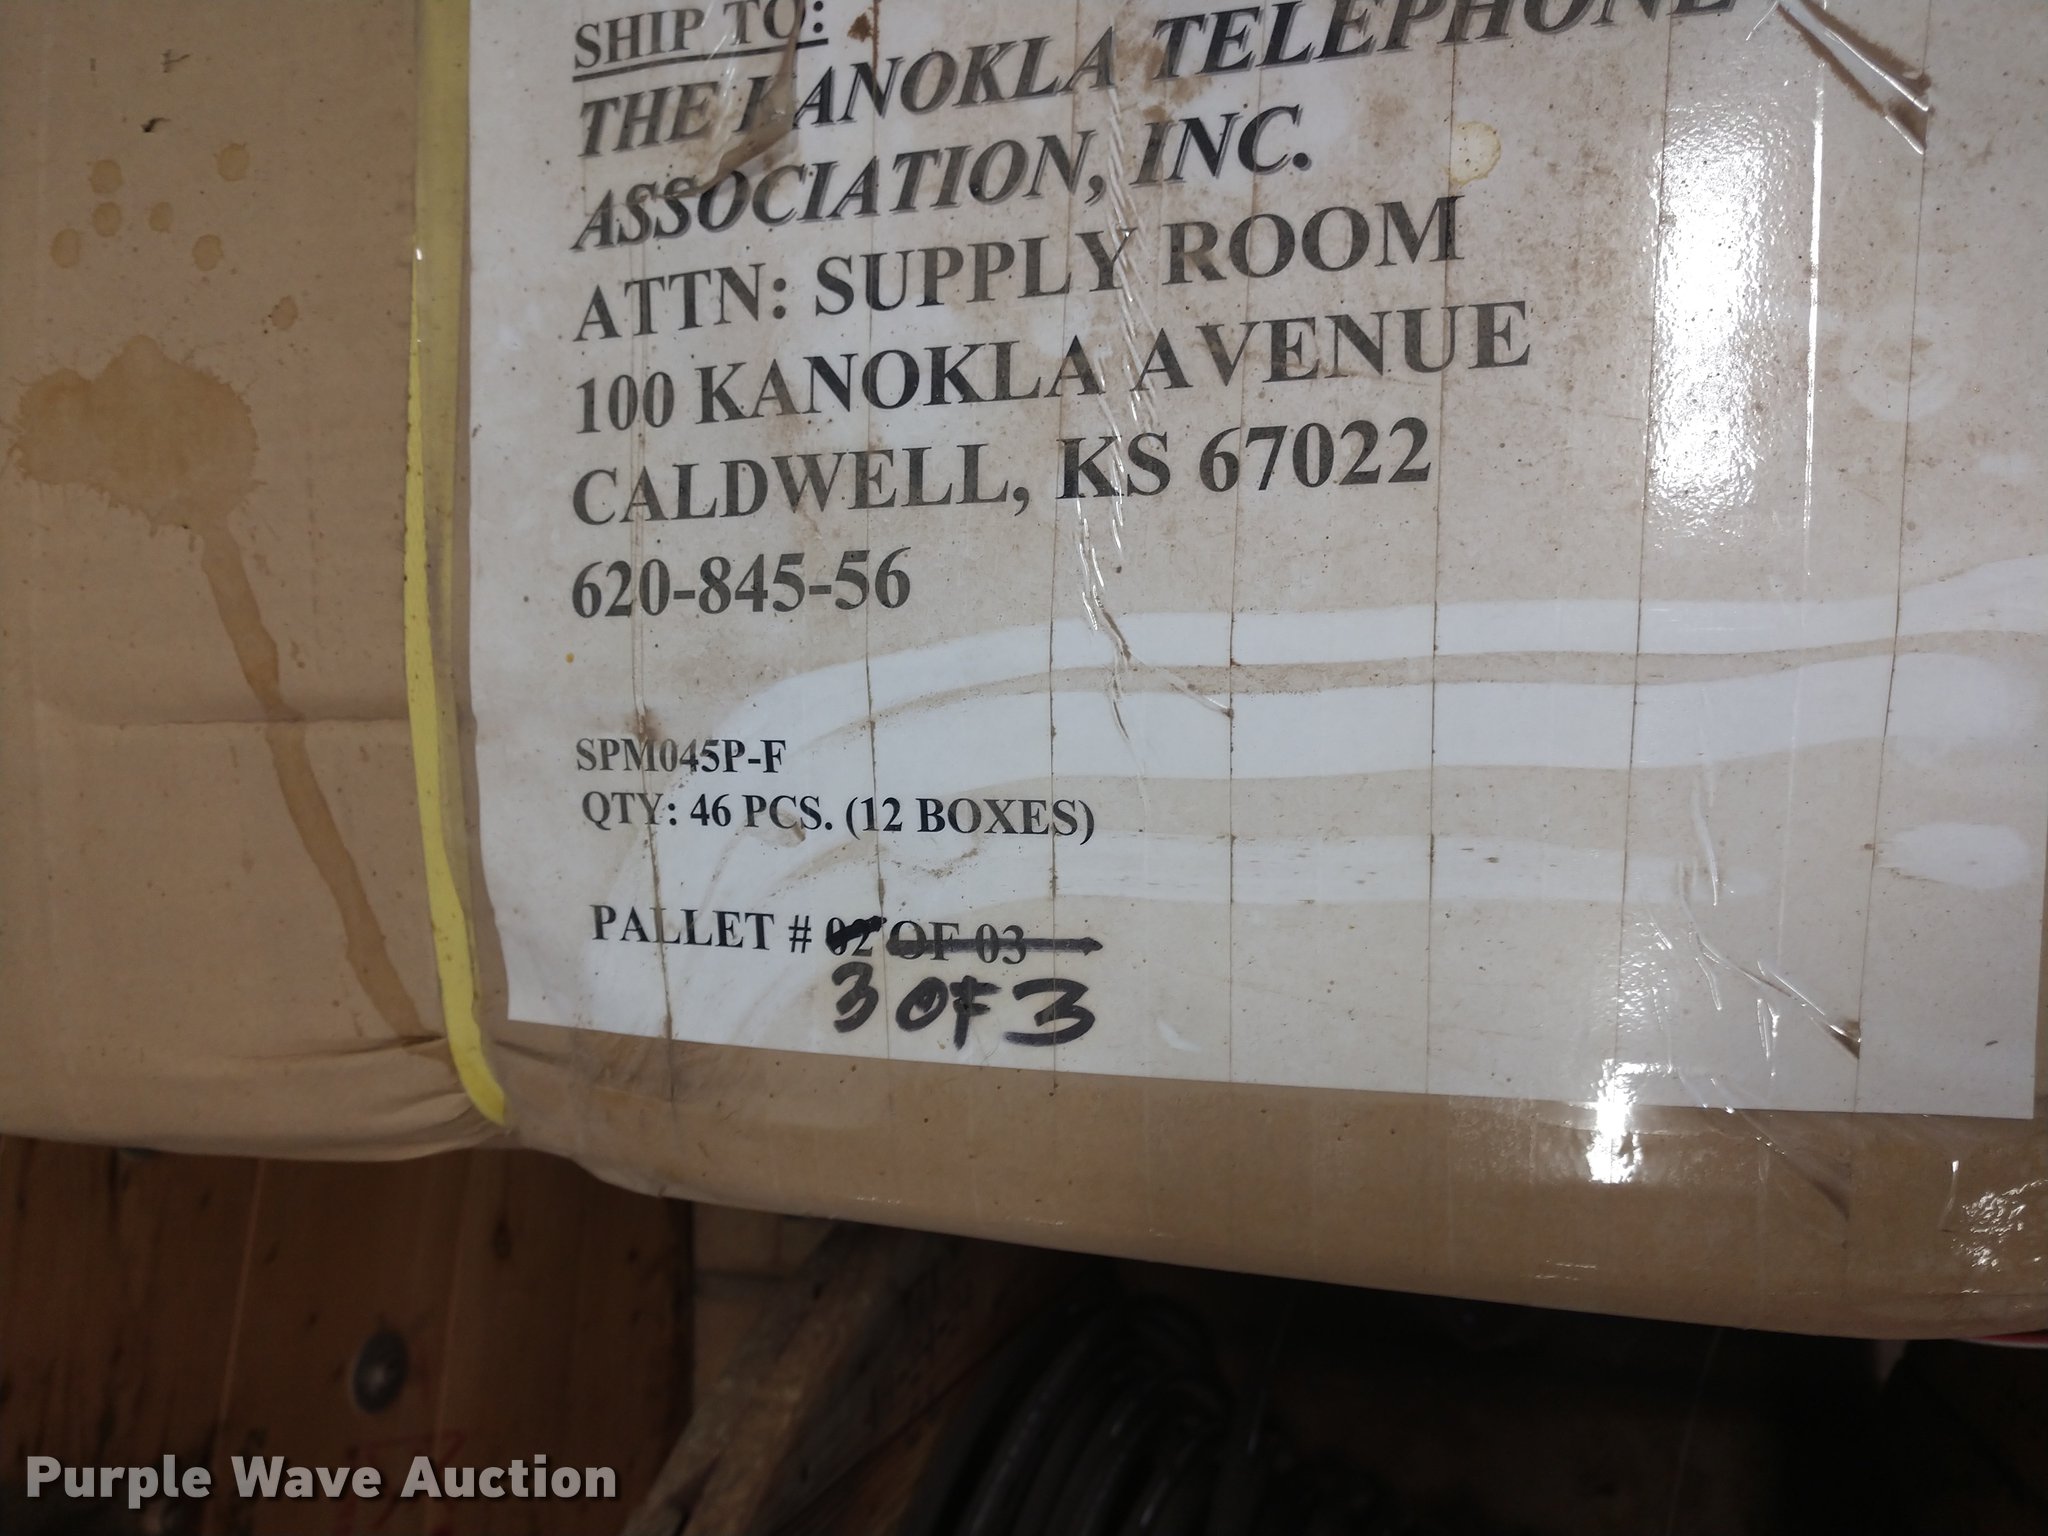 SHIP TO:
THE KANOKLA TELEPHONE
ASSOCIATION, INC.
ATTN: SUPPLY ROOM
100 KANOKLA AVENUE
CALDWELL, KS 67022
620-845-56
SPM045P-F
QTY: 46 PCS. (12 BOXES)
PALLET # 02 OF 03
3 OF 3
Purple Wave Auction